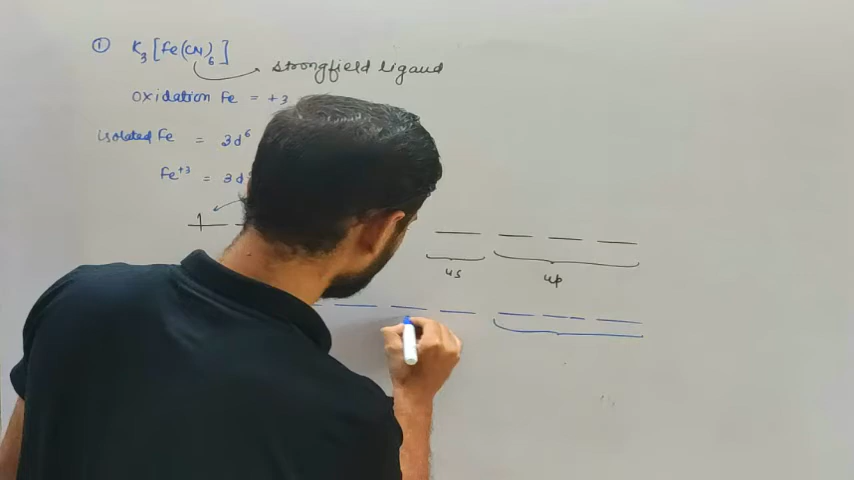 ① K3[Fe(CN)6]
strongfield ligand
oxidation Fe = +3
isolated Fe = 3d6
Fe+3 = 3d
4s 4p